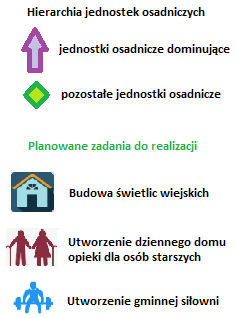 Hierarchia jednostek osadniczych
jednostki osadnicze dominujące
pozostałe jednostki osadnicze
Planowane zadania do realizacji
Budowa świetlic wiejskich
Utworzenie dziennego domu
opieki dla osób starszych
Utworzenie gminnej siłowni